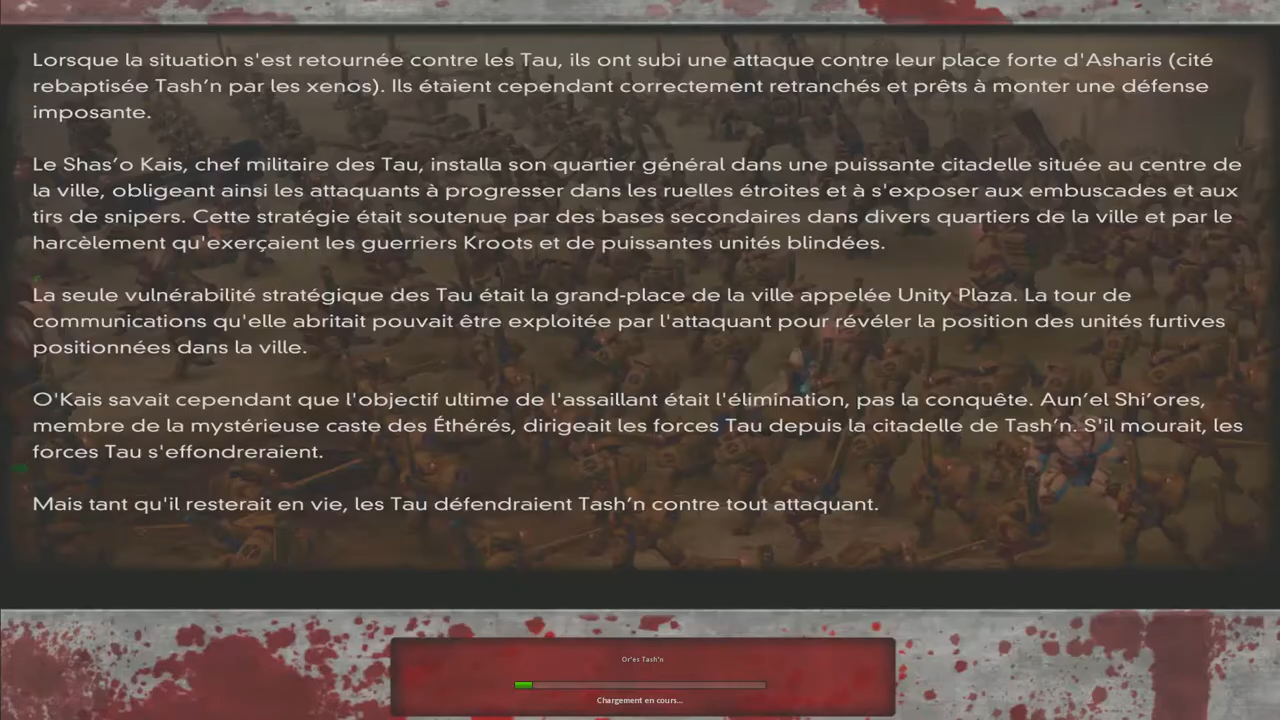 Lorsque la situation s'est retournée contre les Tau, ils ont subi une attaque contre leur place forte d'Asharis (cité
rebaptisée Tash’n par les xenos). Ils étaient cependant correctement retranchés et prêts à monter une défense
imposante.
Le Shas’o Kais, chef militaire des Tau, installa son quartier général dans une puissante citadelle située au centre de
la ville, obligeant ainsi les attaquants à progresser dans les ruelles étroites et à s'exposer aux embuscades et aux
tirs de snipers. Cette stratégie était soutenue par des bases secondaires dans divers quartiers de la ville et par le
harcèlement qu'exerçaient les guerriers Kroots et de puissantes unités blindées.
La seule vulnérabilité stratégique des Tau était la grand-place de la ville appelée Unity Plaza. La tour de
communications qu'elle abritait pouvait être exploitée par l'attaquant pour révéler la position des unités furtives
positionnées dans la ville.
O'Kais savait cependant que l'objectif ultime de l'assaillant était l'élimination, pas la conquête. Aun’el Shi’ores,
membre de la mystérieuse caste des Éthérés, dirigeait les forces Tau depuis la citadelle de Tash’n. S'il mourait, les
forces Tau s'effondreraient.
Mais tant qu'il resterait en vie, les Tau défendraient Tash’n contre tout attaquant.
Or'es Tash'n
Chargement en cours...